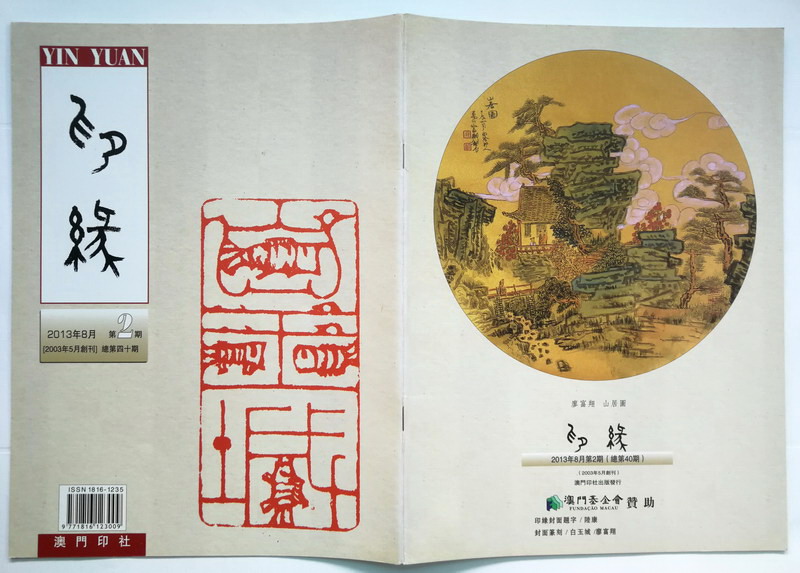 YIN YUAN
印
緣
2013年8月 第2期
[2003年5月創刊] 總第四十期
ISSN 1816-1235
9 771816 123009
澳門印社
廖富翔 山居圖
印緣
2013年8月第2期（總第40期）
（2003年5月創刊）
澳門印社出版發行
澳門基金會 贊助
FUNDAÇÃO MACAU
印緣封面題字/陸康
封面篆刻/白玉城/廖富翔